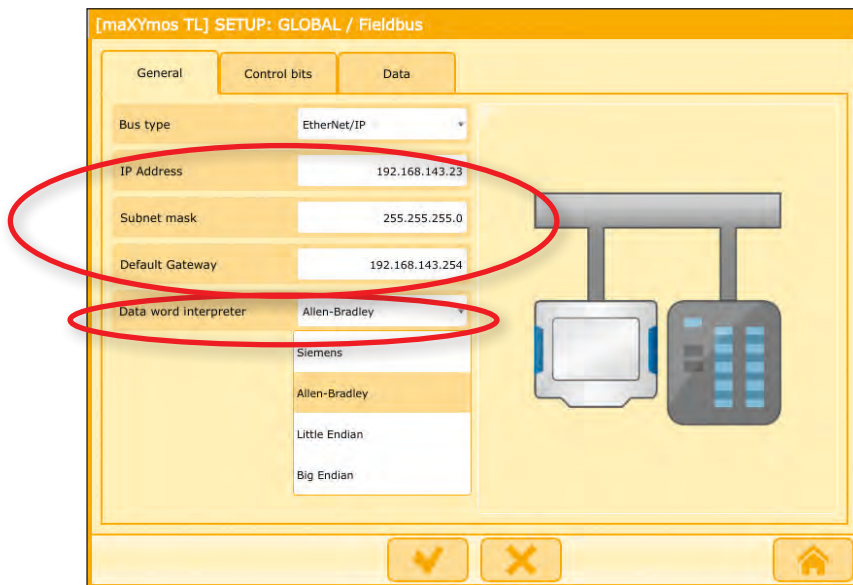 [maXYmos TL] SETUP: GLOBAL / Fieldbus
General Control bits Data
Bus type EtherNet/IP
IP Address 192.168.143.23
Subnet mask 255.255.255.0
Default Gateway 192.168.143.254
Data word interpreter Allen-Bradley
Siemens
Allen-Bradley
Little Endian
Big Endian